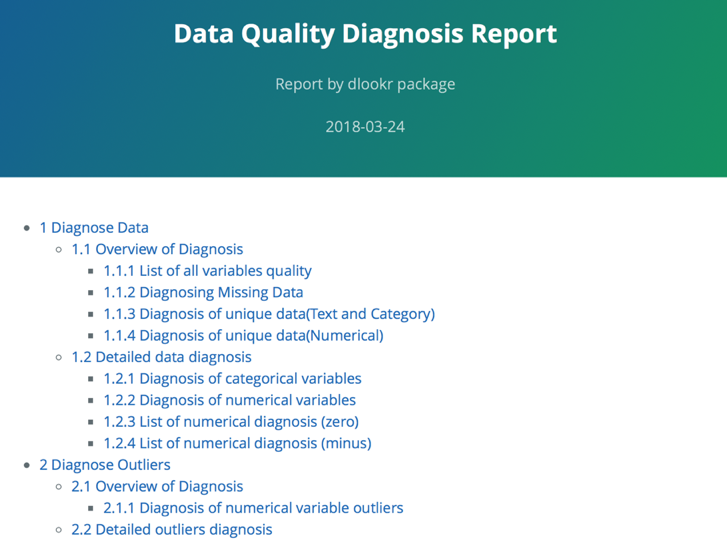 Data Quality Diagnosis Report
Report by dlookr package
2018-03-24
1 Diagnose Data
1.1 Overview of Diagnosis
1.1.1 List of all variables quality
1.1.2 Diagnosing Missing Data
1.1.3 Diagnosis of unique data(Text and Category)
1.1.4 Diagnosis of unique data(Numerical)
1.2 Detailed data diagnosis
1.2.1 Diagnosis of categorical variables
1.2.2 Diagnosis of numerical variables
1.2.3 List of numerical diagnosis (zero)
1.2.4 List of numerical diagnosis (minus)
2 Diagnose Outliers
2.1 Overview of Diagnosis
2.1.1 Diagnosis of numerical variable outliers
2.2 Detailed outliers diagnosis